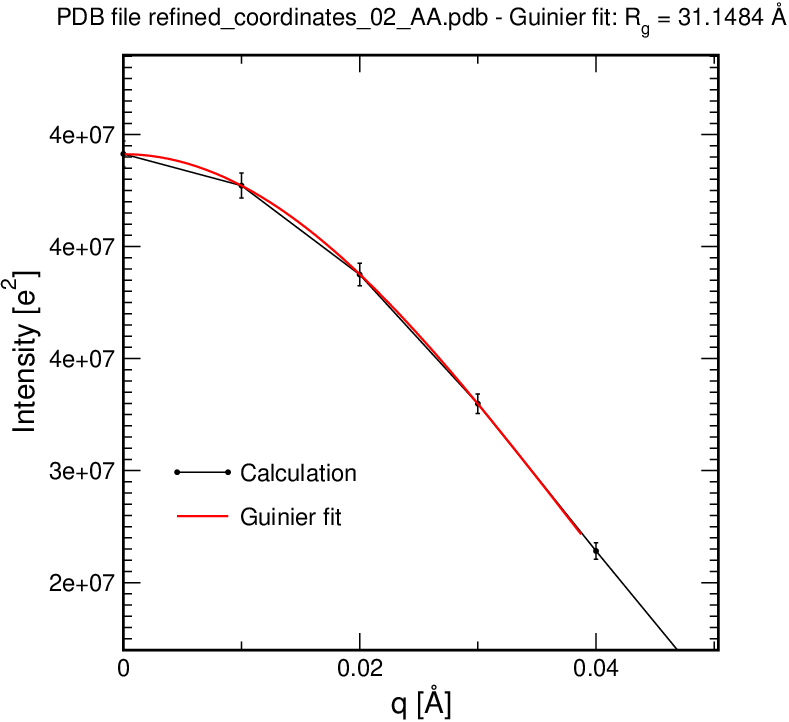 PDB file refined_coordinates_02_AA.pdb - Guinier fit: Rg = 31.1484 Å
4e+07
4e+07
4e+07
3e+07
2e+07
Intensity [e2]
Calculation
Guinier fit
0 0.02 0.04
q [Å]